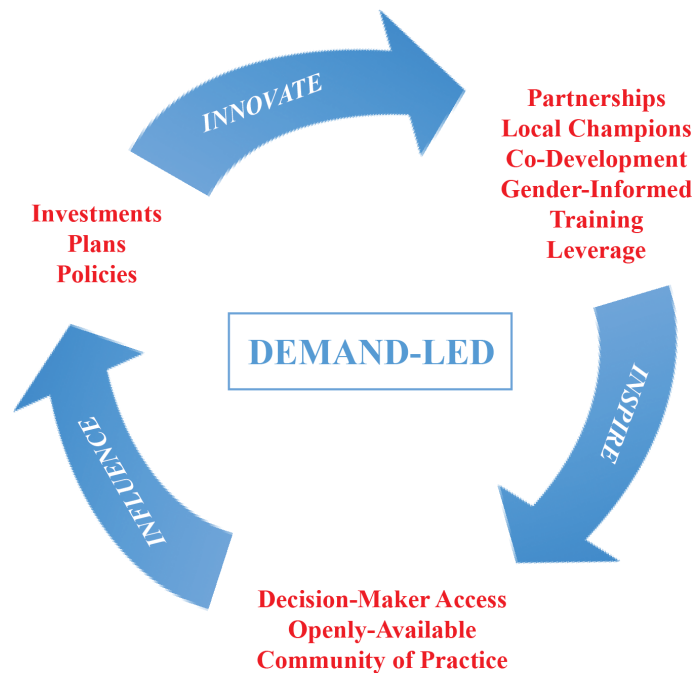 INNOVATE
Partnerships
Local Champions
Co-Development
Gender-Informed
Training
Leverage
Investments
Plans
Policies
DEMAND-LED
INSPIRE
INFLUENCE
Decision-Maker Access
Openly-Available
Community of Practice